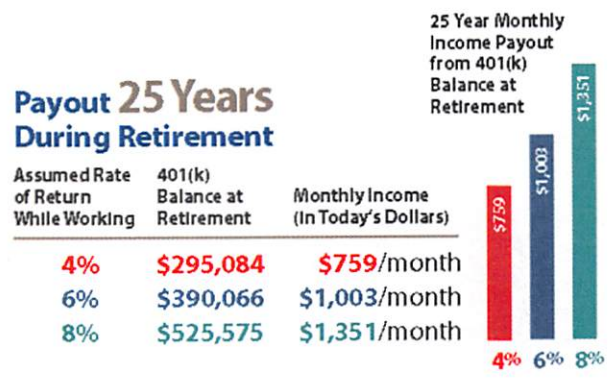 25 Year Monthly
Income Payout
from 401(k)
Balance at
Retirement
Payout 25 Years
During Retirement
Assumed Rate
of Return
While Working
401(k)
Balance at
Retirement
Monthly Income
(In Today's Dollars)
4% $295,084 $759/month
6% $390,066 $1,003/month
8% $525,575 $1,351/month
$759
$1,003
$1,351
4% 6% 8%